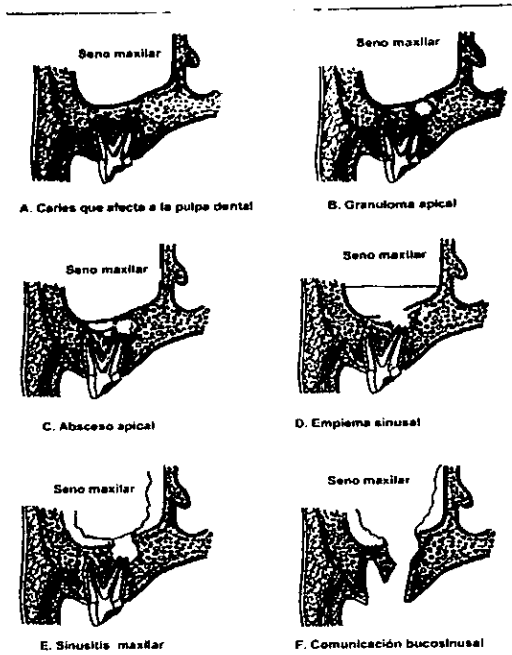 Seno maxilar
Seno maxilar
A. Caries que afecta a la pulpa dental
B. Granuloma apical
Seno maxilar
Seno maxilar
C. Absceso apical
D. Empiema sinusal
Seno maxilar
Seno maxilar
E. Sinusitis maxilar
F. Comunicación bucosinusal